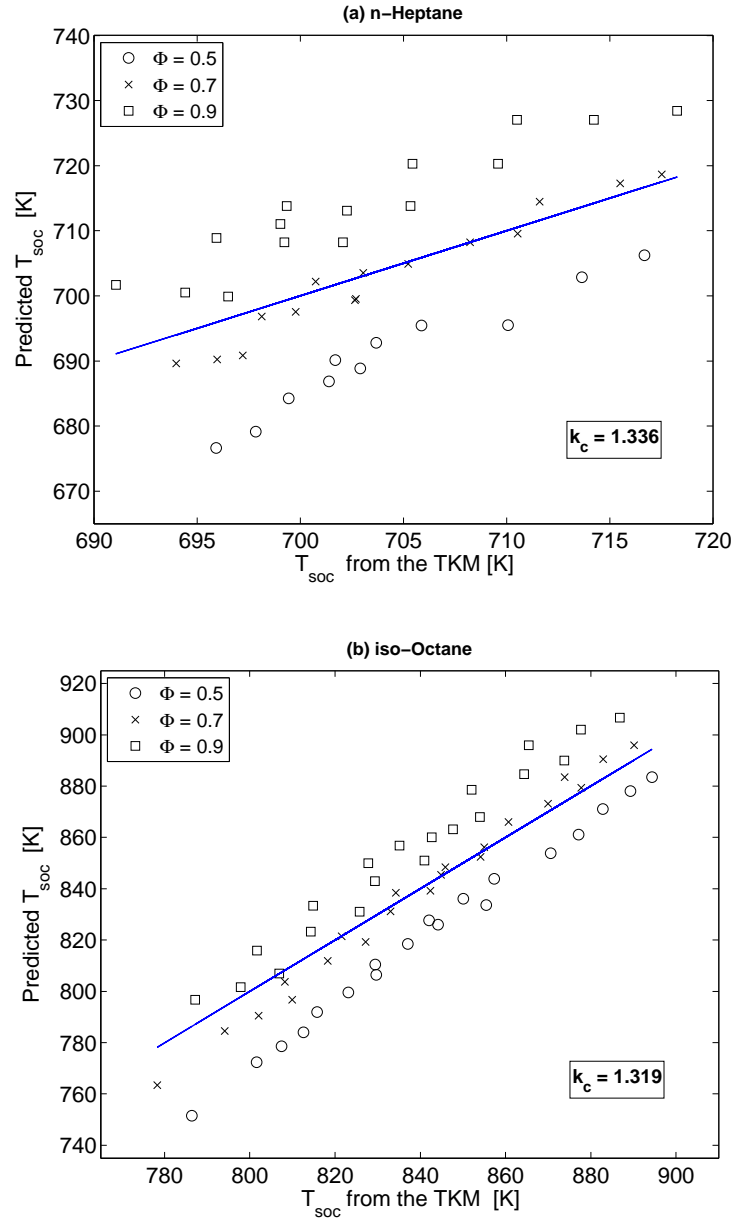 (a) n−Heptane
740
730
720
710
700
690
680
670
690 695 700 705 710 715 720
Predicted T_soc [K]
T_soc from the TKM [K]
Φ = 0.5
Φ = 0.7
Φ = 0.9
k_c = 1.336
(b) iso−Octane
920
900
880
860
840
820
800
780
760
740
780 800 820 840 860 880 900
Predicted T_soc [K]
T_soc from the TKM [K]
Φ = 0.5
Φ = 0.7
Φ = 0.9
k_c = 1.319